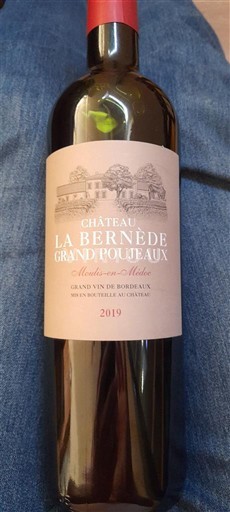 CHÂTEAU
LA BERNÈDE
GRAND POUJEAUX
Moulis-en-Médoc
GRAND VIN DE BORDEAUX
MIS EN BOUTEILLE AU CHÂTEAU
2019